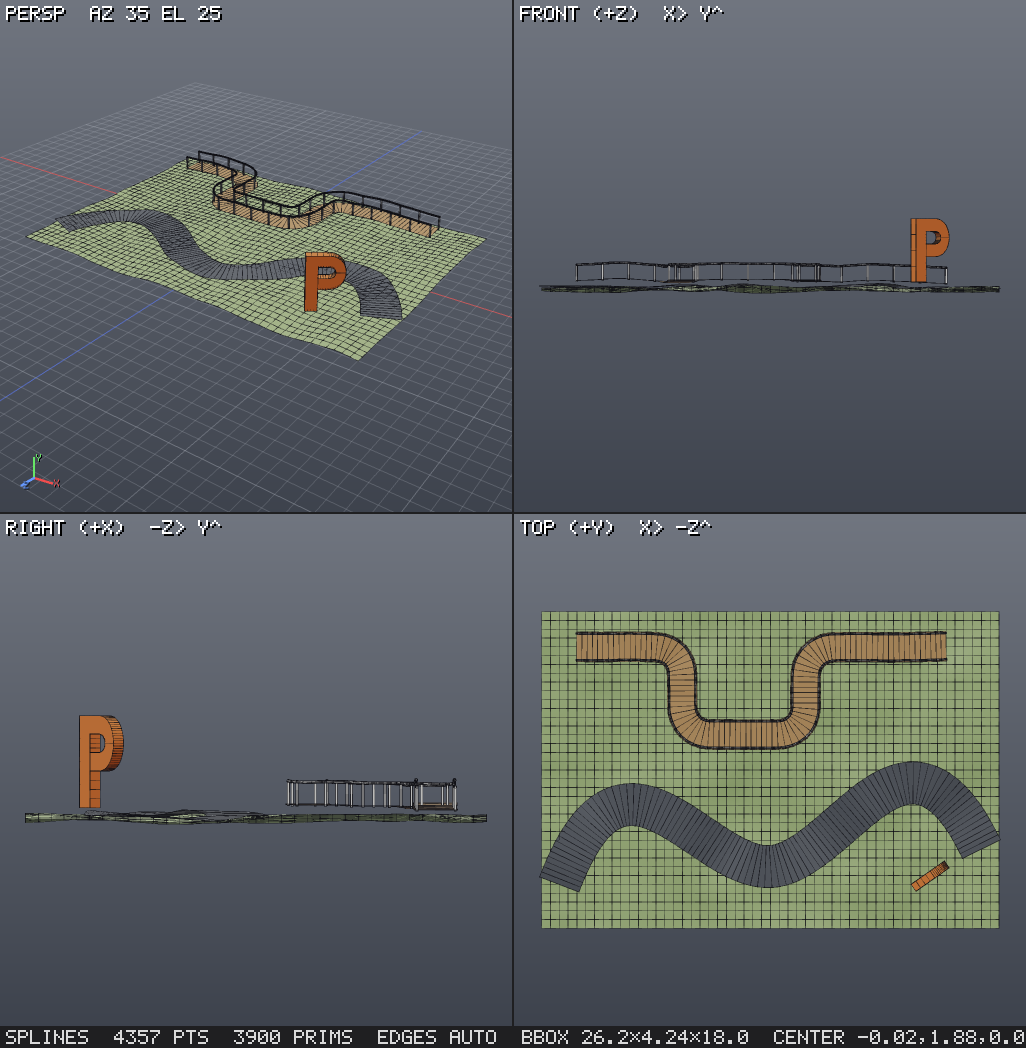 PERSP AZ 35 EL 25
FRONT (+Z) X> Y^
P
P
RIGHT (+X) -Z> Y^
TOP (+Y) X> -Z^
P
Y
X
Z
SPLINES 4357 PTS 3900 PRIMS EDGES AUTO BBOX 26.2×4.24×18.0 CENTER -0.02,1.88,0.0